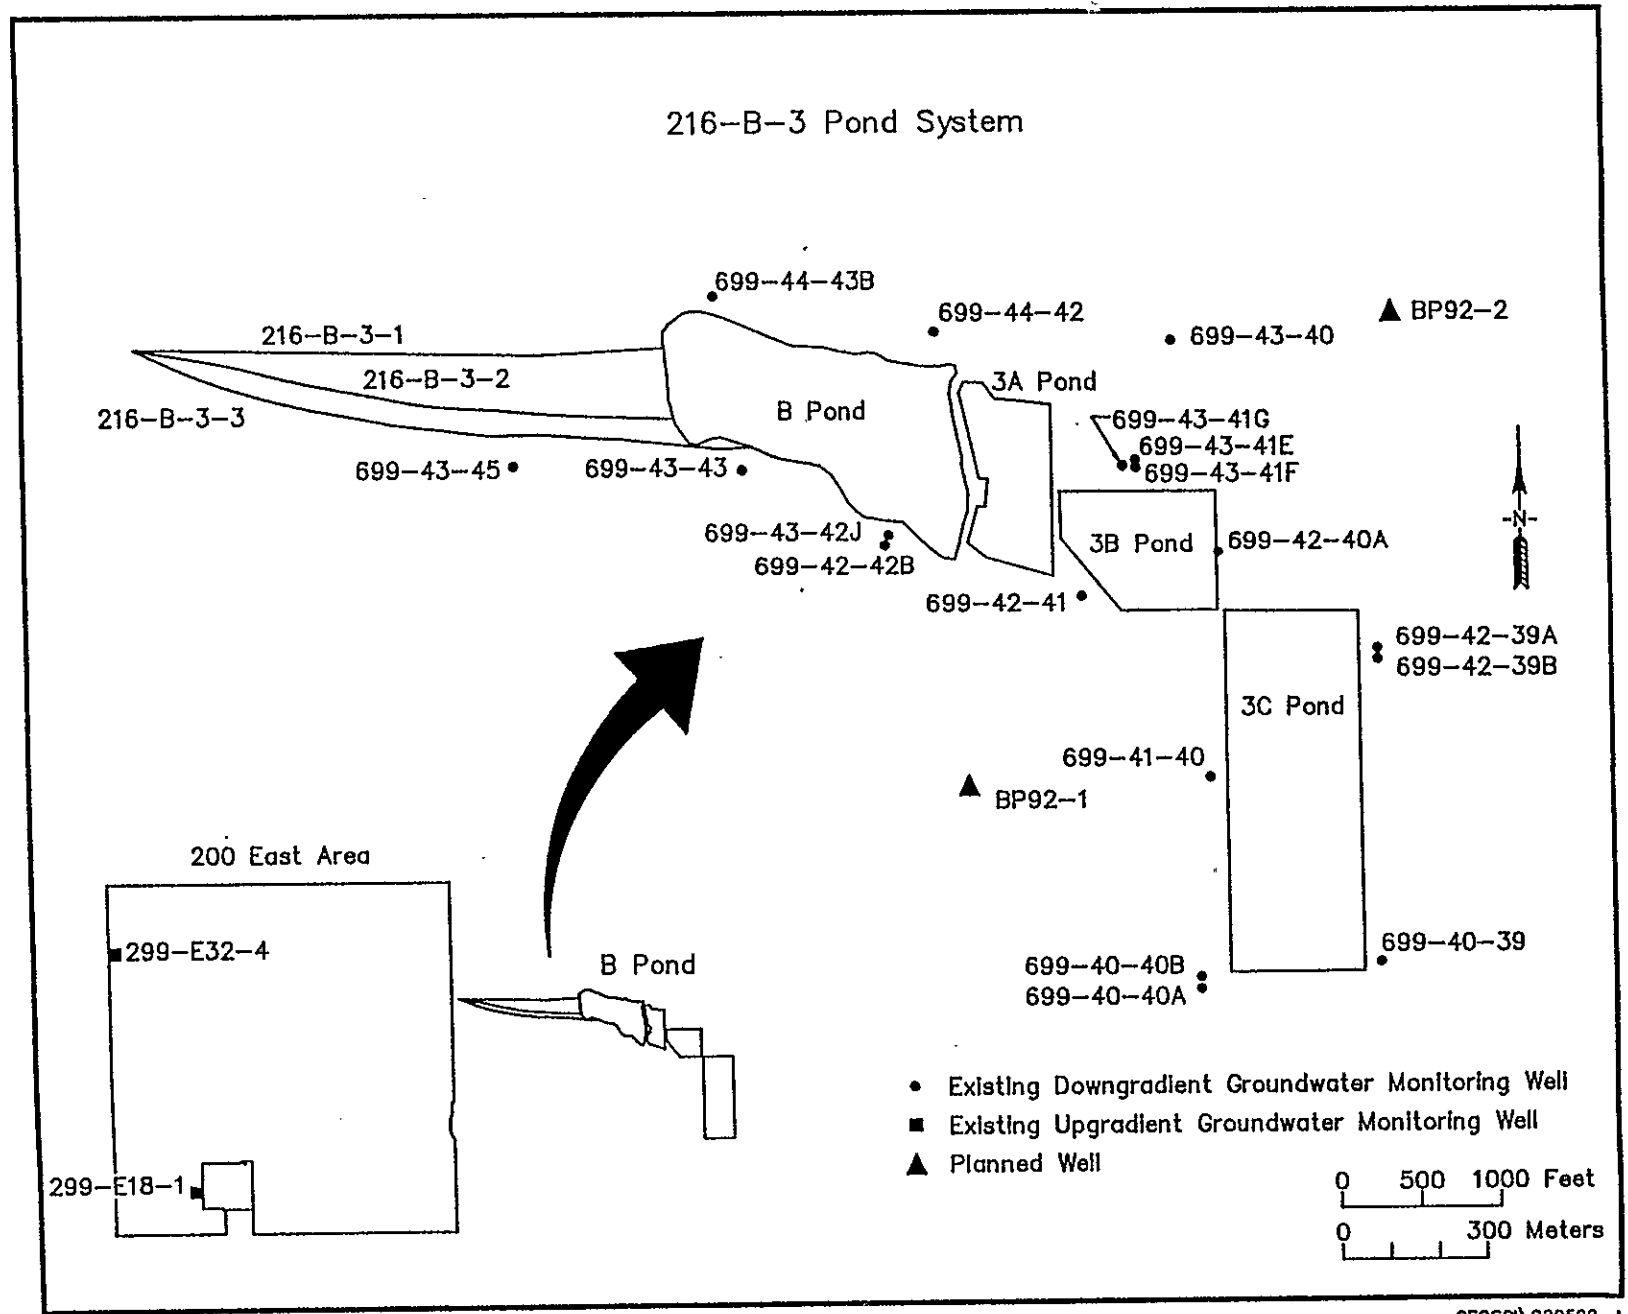 216-B-3 Pond System
699-44-43B
699-44-42
BP92-2
216-B-3-1
699-43-40
216-B-3-2
3A Pond
216-B-3-3
B Pond
699-43-41G
699-43-41E
699-43-45
699-43-43
699-43-41F
699-43-42J
3B Pond
699-42-40A
699-42-42B
-N-
699-42-41
699-42-39A
699-42-39B
3C Pond
699-41-40
BP92-1
200 East Area
299-E32-4
B Pond
699-40-39
699-40-40B
699-40-40A
Existing Downgradient Groundwater Monitoring Well
Existing Upgradient Groundwater Monitoring Well
Planned Well
299-E18-1
0 500 1000 Feet
0 300 Meters